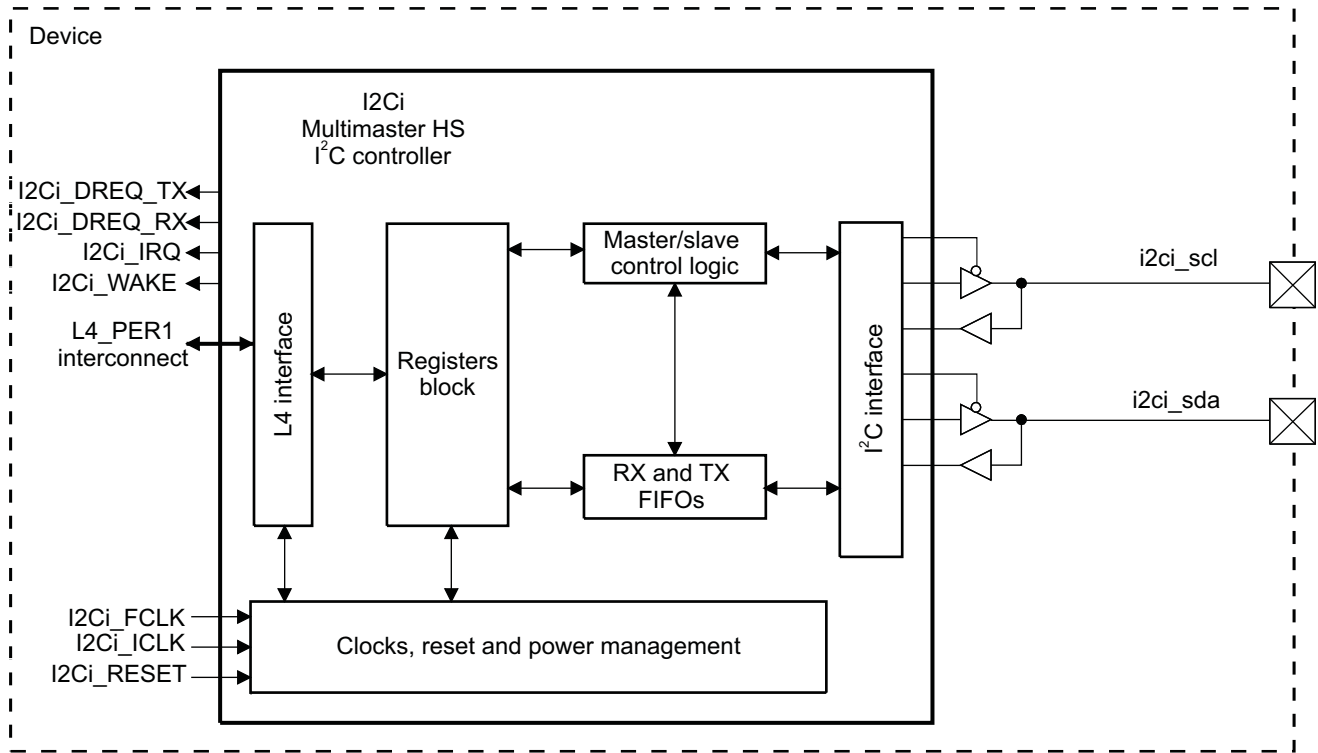 Device
I2Ci
Multimaster HS
I²C controller
I2Ci_DREQ_TX
I2Ci_DREQ_RX
I2Ci_IRQ
I2Ci_WAKE
L4_PER1
interconnect
L4 interface
Registers
block
Master/slave
control logic
RX and TX
FIFOs
I²C interface
i2ci_scl
i2ci_sda
I2Ci_FCLK
I2Ci_ICLK
I2Ci_RESET
Clocks, reset and power management